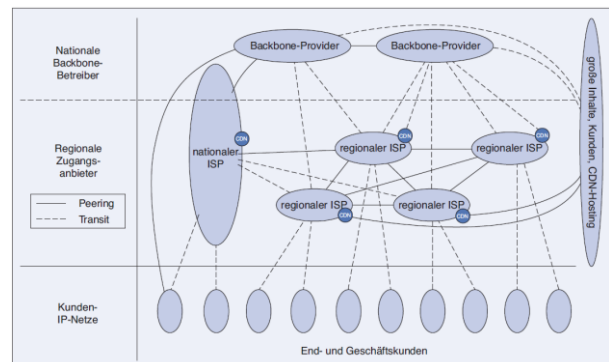 Nationale
Backbone-
Betreiber
Backbone-Provider
Backbone-Provider
große Inhalte, Kunden, CDN-Hosting
Regionale
Zugangs-
anbieter
CDN
nationaler
ISP
CDN
regionaler ISP
CDN
regionaler ISP
Peering
Transit
regionaler ISP
CDN
regionaler ISP
CDN
Kunden-
IP-Netze
End- und Geschäftskunden